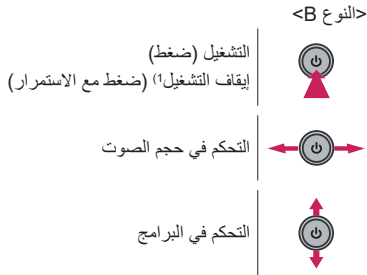 <النوع B>
التشغيل (ضغط)
إيقاف التشغيل1) (ضغط مع الاستمرار)
التحكم في حجم الصوت
التحكم في البرامج